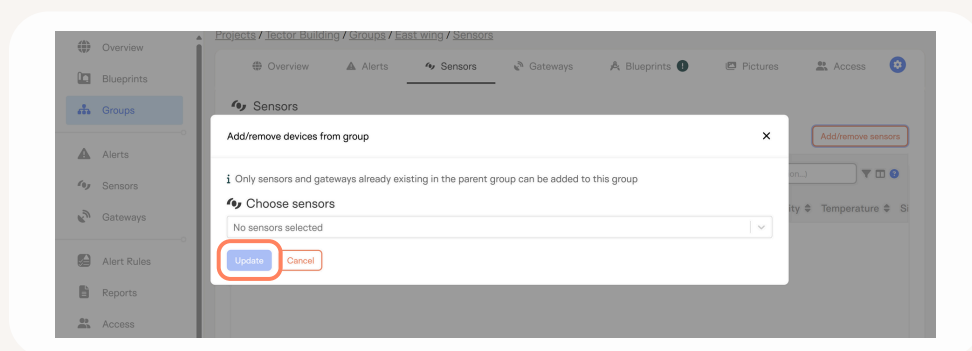 Projects / Tector Building / Groups / East wing / Sensors
Overview
Blueprints
Groups
Alerts
Sensors
Gateways
Alert Rules
Reports
Access
Overview Alerts Sensors Gateways Blueprints Pictures Access
Sensors
Add/remove sensors
Add/remove devices from group
Only sensors and gateways already existing in the parent group can be added to this group
Choose sensors
No sensors selected
Update Cancel
Temperature